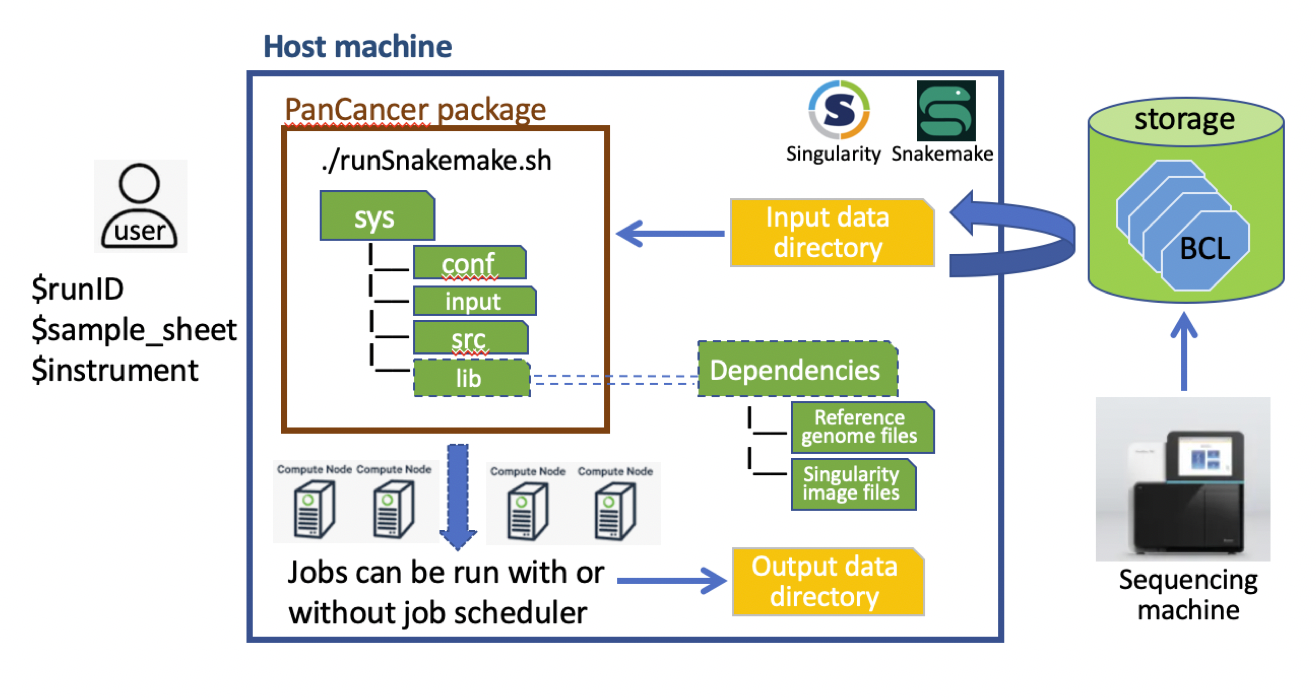 Host machine
PanCancer package
./runSnakemake.sh
sys
conf
input
src
lib
S
Singularity
Snakemake
Input data
directory
storage
BCL
user
$runID
$sample_sheet
$instrument
Dependencies
Reference
genome files
Singularity
image files
Compute Node
Compute Node
Compute Node
Compute Node
Jobs can be run with or
without job scheduler
Output data
directory
Sequencing
machine